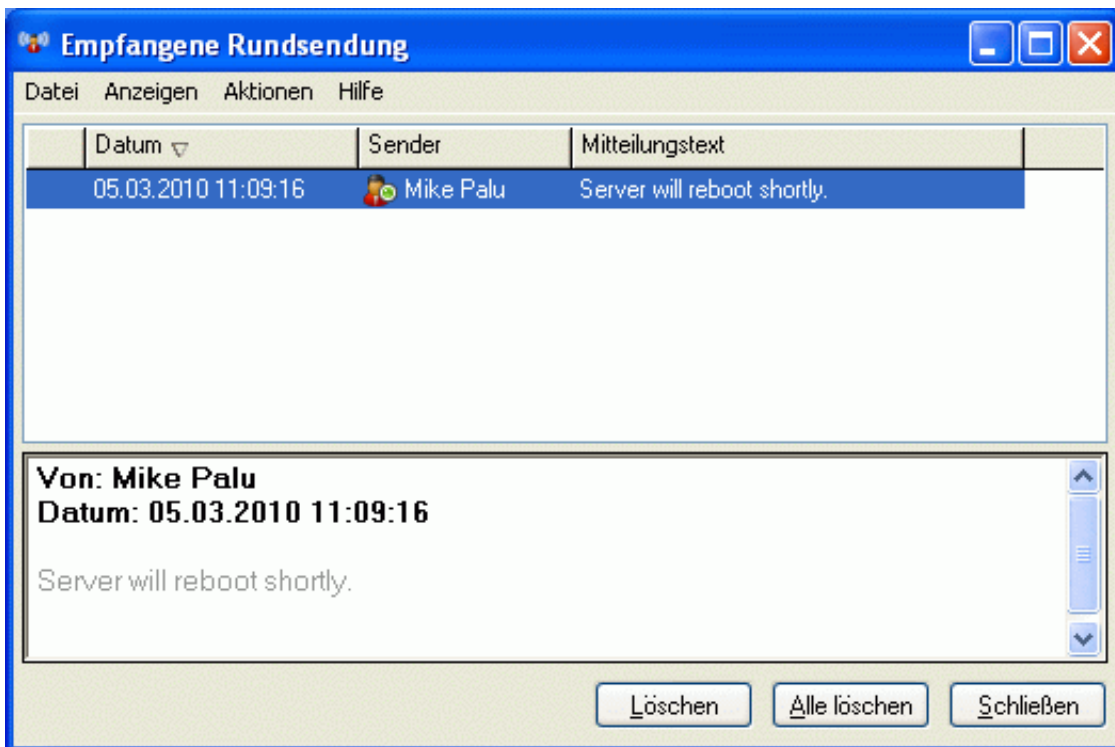 Empfangene Rundsendung
Datei Anzeigen Aktionen Hilfe
Datum Sender Mitteilungstext
05.03.2010 11:09:16 Mike Palu Server will reboot shortly.
Von: Mike Palu
Datum: 05.03.2010 11:09:16
Server will reboot shortly.
Löschen Alle löschen Schließen